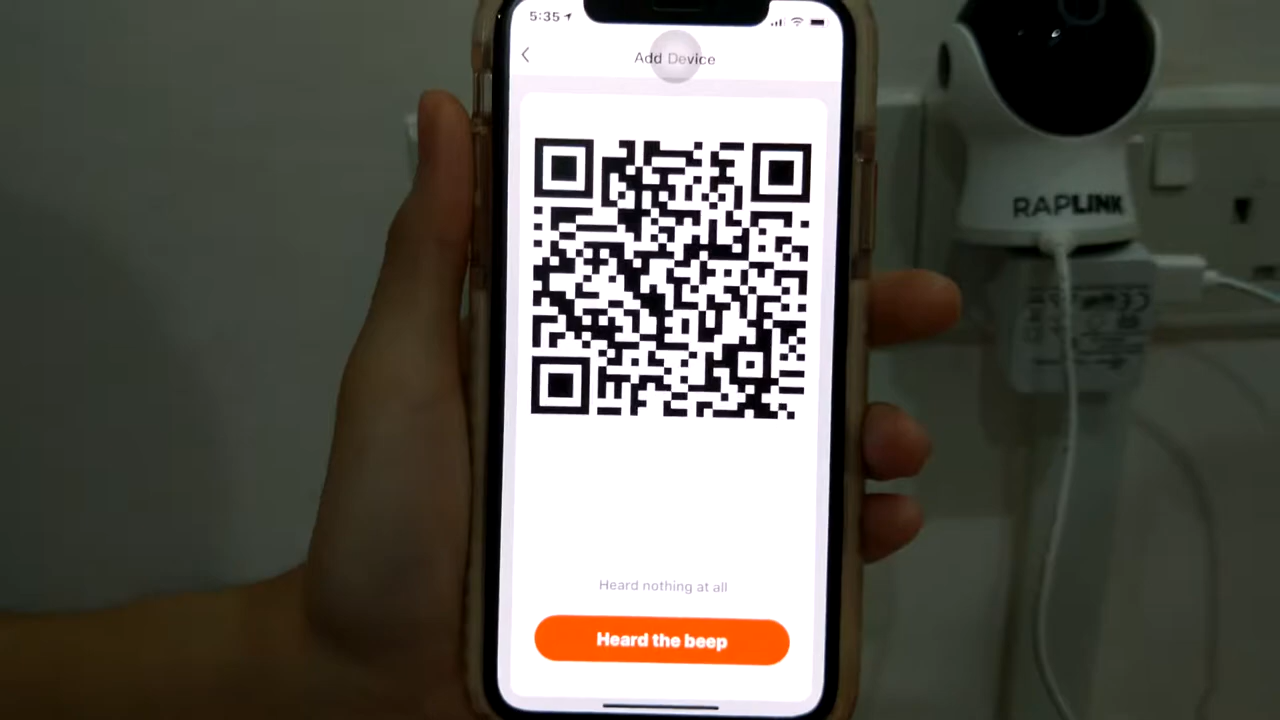 5:35
Add Device
RAPLINK
Heard nothing at all
Heard the beep